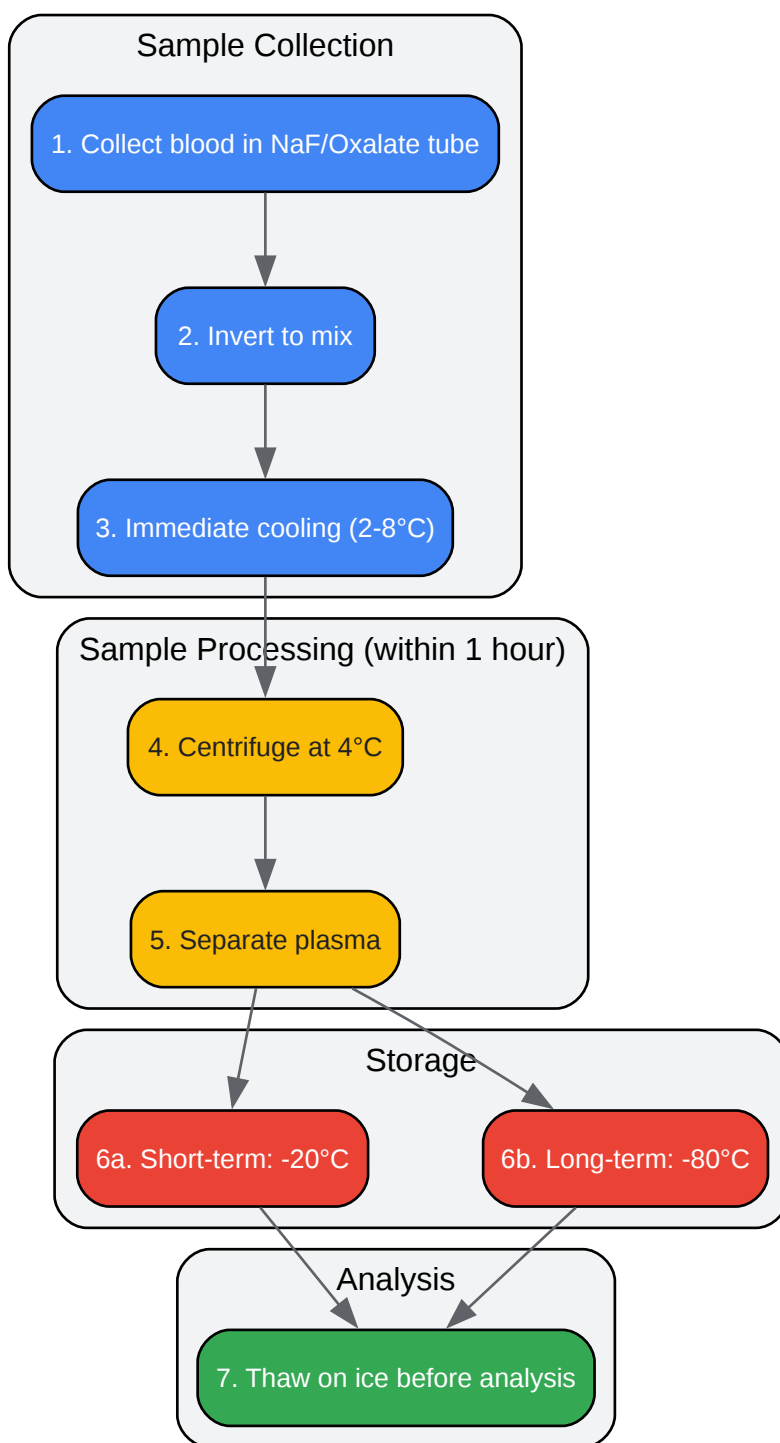 Sample Collection
1. Collect blood in NaF/Oxalate tube
2. Invert to mix
3. Immediate cooling (2-8°C)
Sample Processing (within 1 hour)
4. Centrifuge at 4°C
5. Separate plasma
Storage
6a. Short-term: -20°C
6b. Long-term: -80°C
Analysis
7. Thaw on ice before analysis